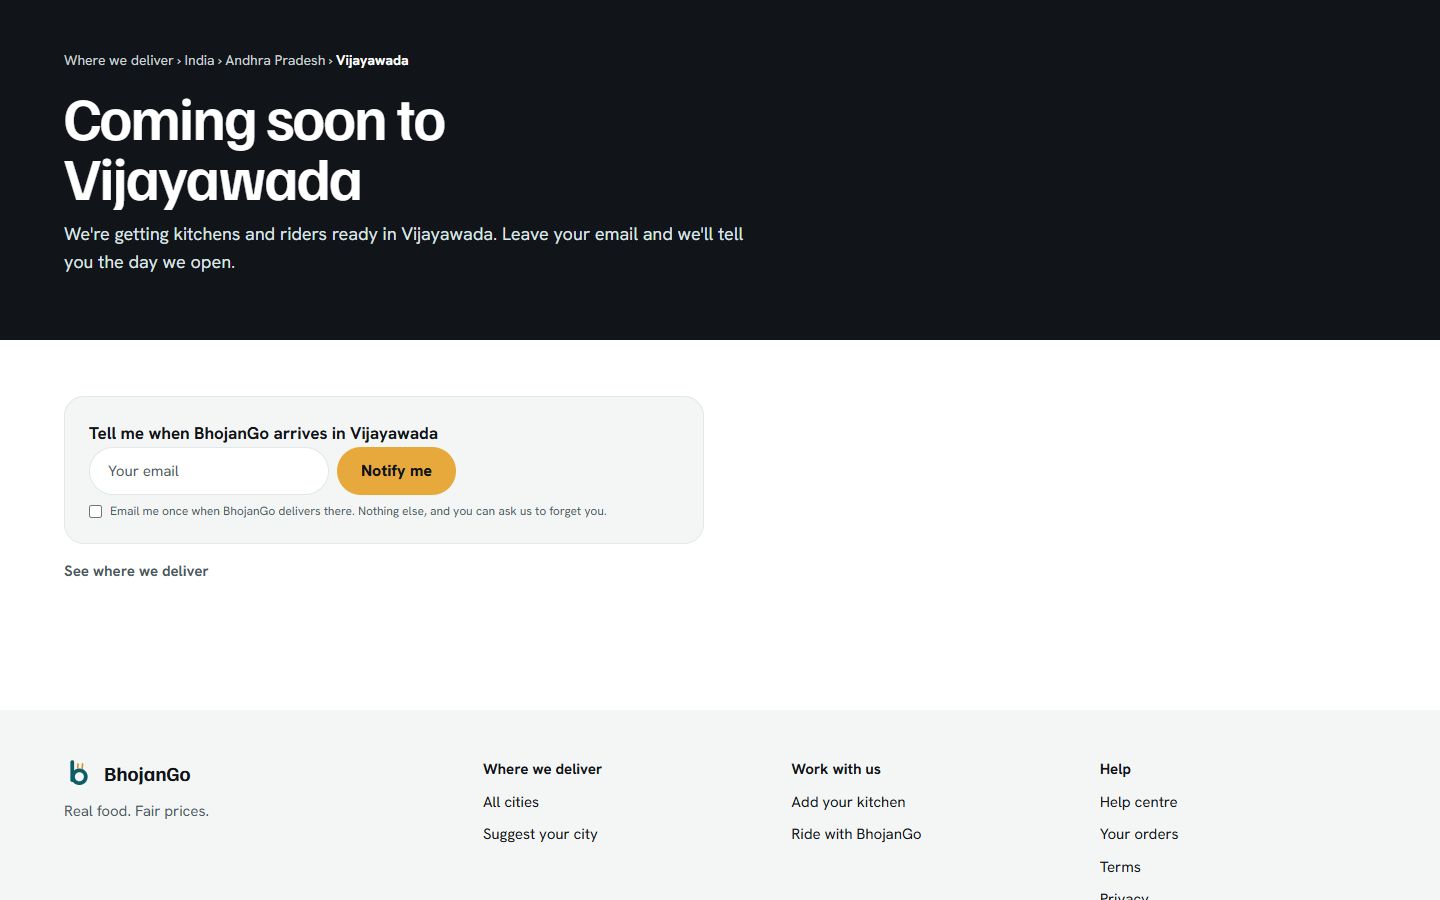 Where we deliver › India › Andhra Pradesh › Vijayawada
Coming soon to
Vijayawada
We're getting kitchens and riders ready in Vijayawada. Leave your email and we'll tell
you the day we open.
Tell me when BhojanGo arrives in Vijayawada
Your email
Notify me
Email me once when BhojanGo delivers there. Nothing else, and you can ask us to forget you.
See where we deliver
BhojanGo
Real food. Fair prices.
Where we deliver
All cities
Suggest your city
Work with us
Add your kitchen
Ride with BhojanGo
Help
Help centre
Your orders
Terms
Privacy